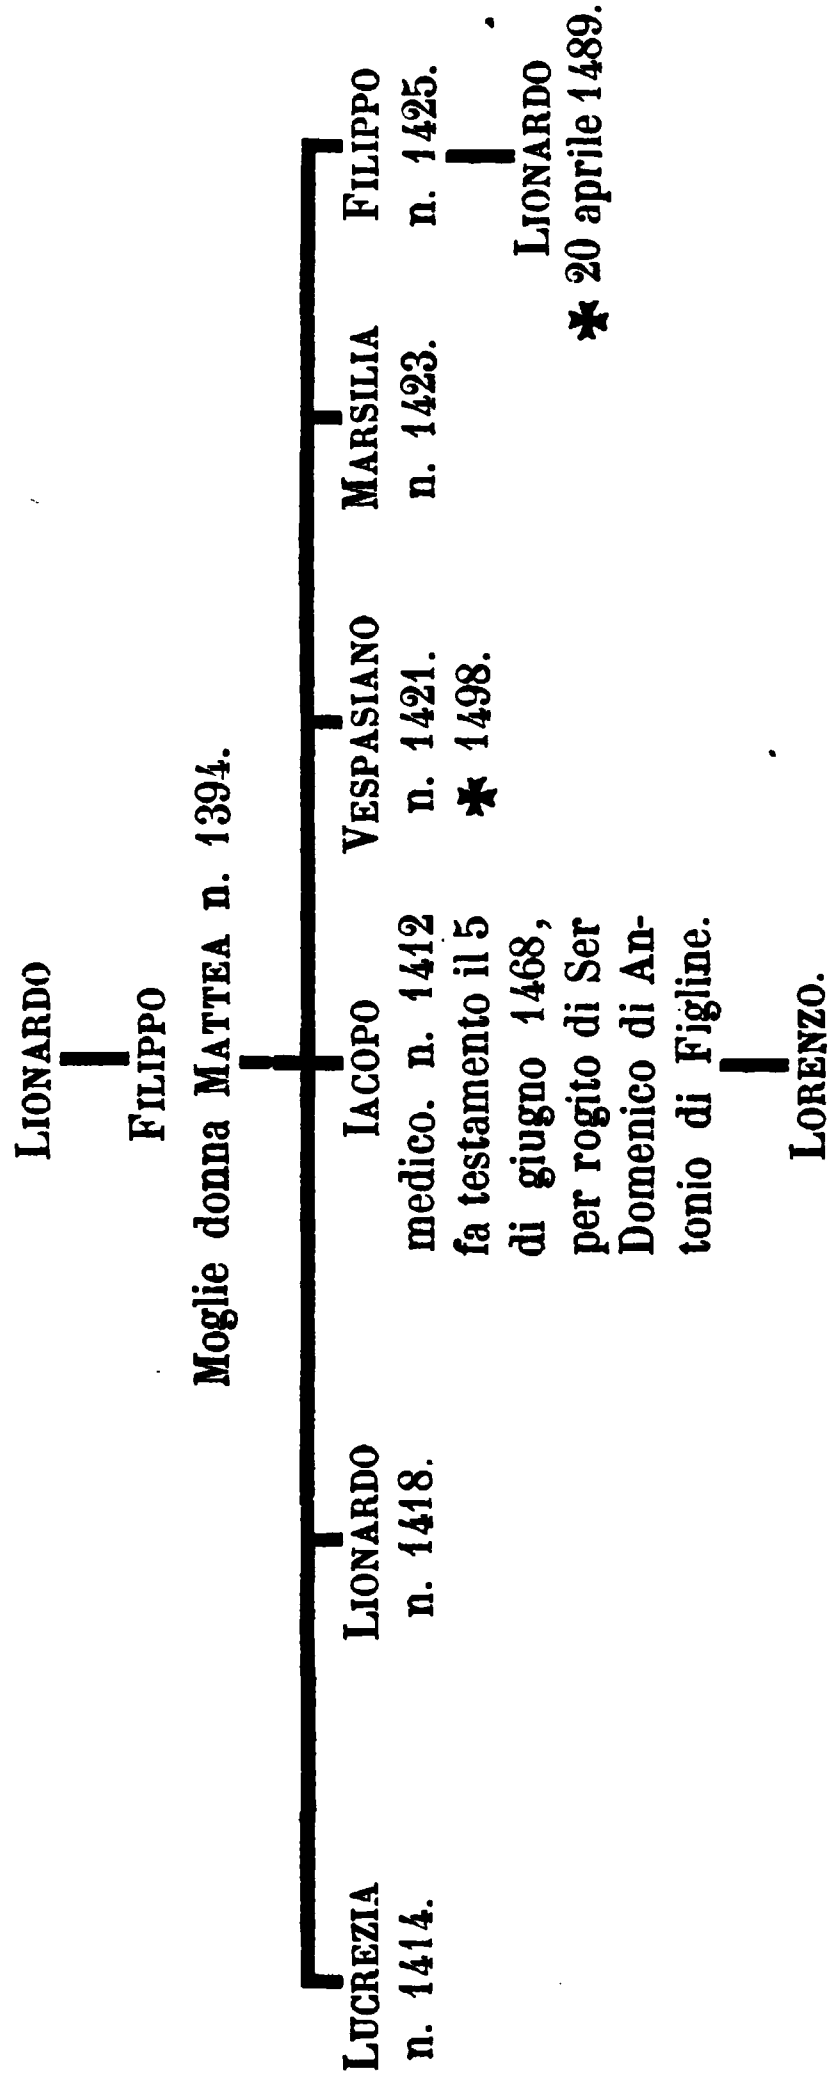 LIONARDO
FILIPPO
Moglie donna MATTEA n. 1394.
LUCREZIA
n. 1414.
LIONARDO
n. 1418.
IACOPO
medico. n. 1412
fa testamento il 5
di giugno 1468,
per rogito di Ser
Domenico di An-
tonio di Figline.
LORENZO.
VESPASIANO
n. 1421.
✠ 1498.
MARSILIA
n. 1423.
FILIPPO
n. 1425.
LIONARDO
✠ 20 aprile 1489.